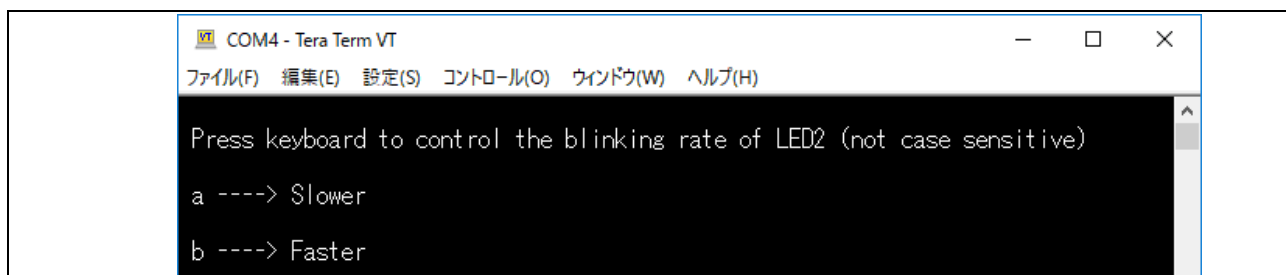 COM4 - Tera Term VT
ファイル(F) 編集(E) 設定(S) コントロール(O) ウィンドウ(W) ヘルプ(H)
Press keyboard to control the blinking rate of LED2 (not case sensitive)
a ----> Slower
b ----> Faster